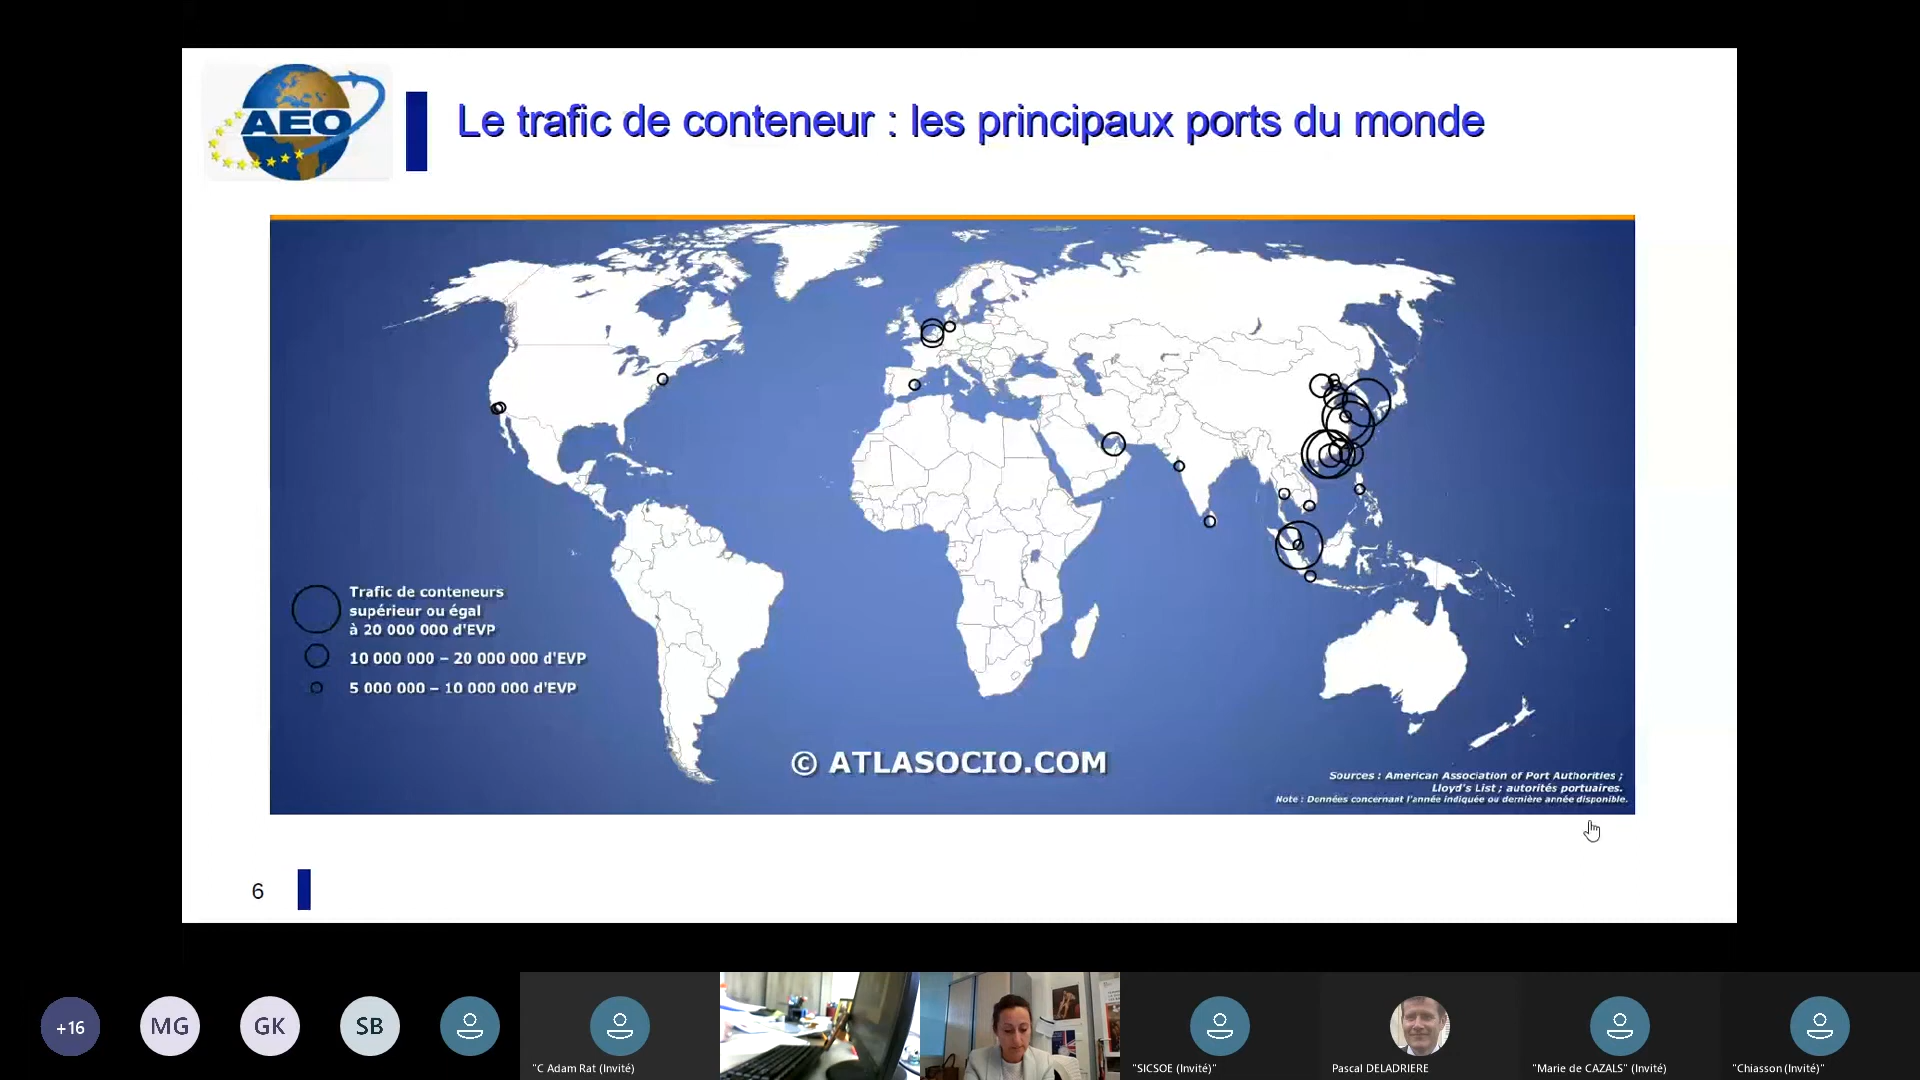 AEO
Le trafic de conteneur : les principaux ports du monde
Trafic de conteneurs
supérieur ou égal
à 20 000 000 d'EVP
10 000 000 – 20 000 000 d'EVP
5 000 000 – 10 000 000 d'EVP
© ATLASOCIO.COM
Sources : American Association of Port Authorities ;
Lloyd's List ; autorités portuaires.
Note : Données concernant l'année indiquée ou dernière année disponible.
6
+16
MG
GK
SB
"C Adam Rat (Invité)
"SICSOE (Invité)"
Pascal DELADRIERE
"Marie de CAZALS" (Invité)
"Chiasson (Invité)"